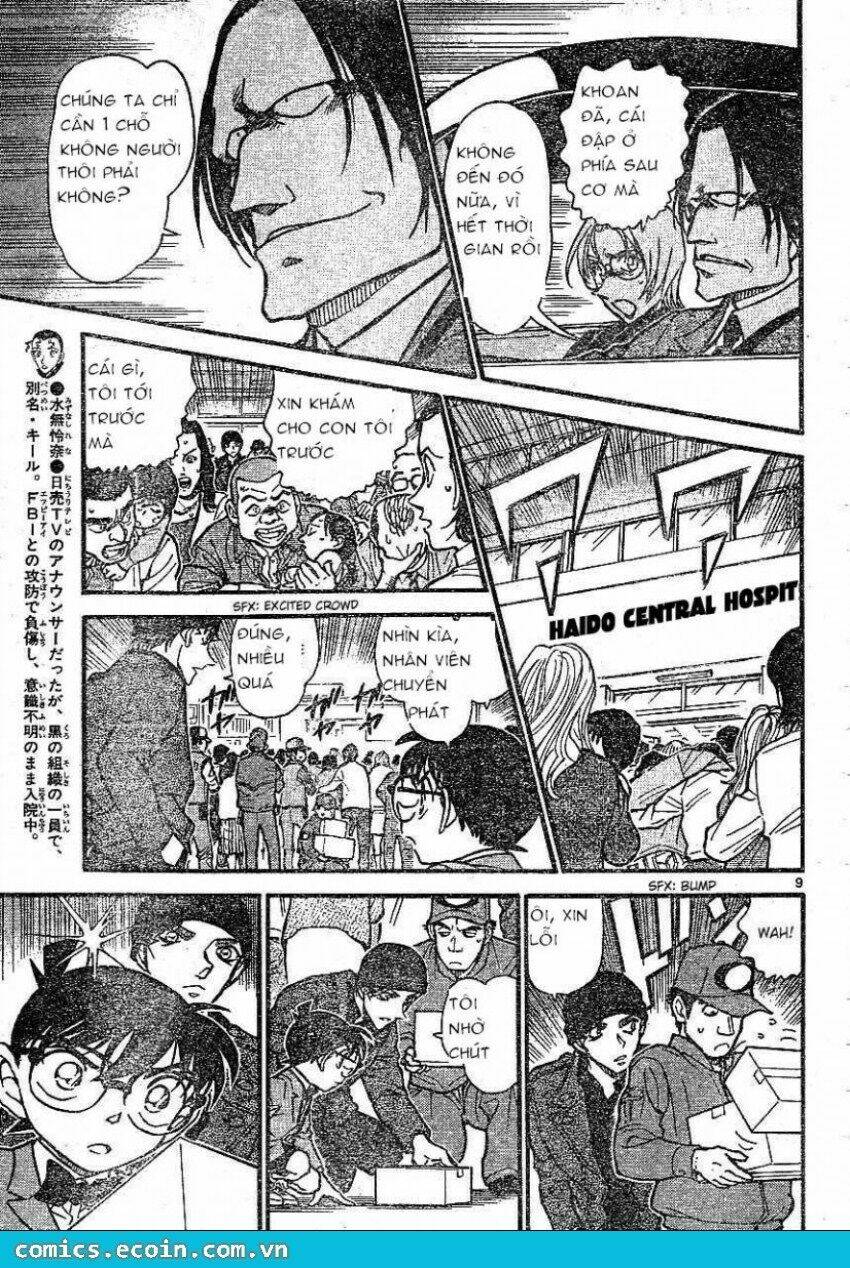 KHOAN
ĐÃ, CÁI
ĐẬP Ở
PHÍA SAU
CƠ MÀ
KHÔNG
ĐẾN ĐÓ
NỮA, VÌ
HẾT THỜI
GIAN RỒI
CHÚNG TA CHỈ
CẦN 1 CHỖ
KHÔNG NGƯỜI
THÔI PHẢI
KHÔNG?
HAIDO CENTRAL HOSPIT
XIN KHÁM
CHO CON TÔI
TRƯỚC
CÁI GÌ,
TÔI TỚI
TRƯỚC
MÀ
SFX: EXCITED CROWD
NHÌN KÌA,
NHÂN VIÊN
CHUYỂN
PHÁT
ĐÚNG,
NHIỀU
QUÁ
●水無怜奈●日売TVのアナウンサーだったが、黒の組織の一員で、
別名・キール。FBIとの攻防で負傷し、意識不明のまま入院中。
SFX: BUMP
9
WAH!
ÔI, XIN
LỖI
TÔI
NHỜ
CHÚT
comics.ecoin.com.vn